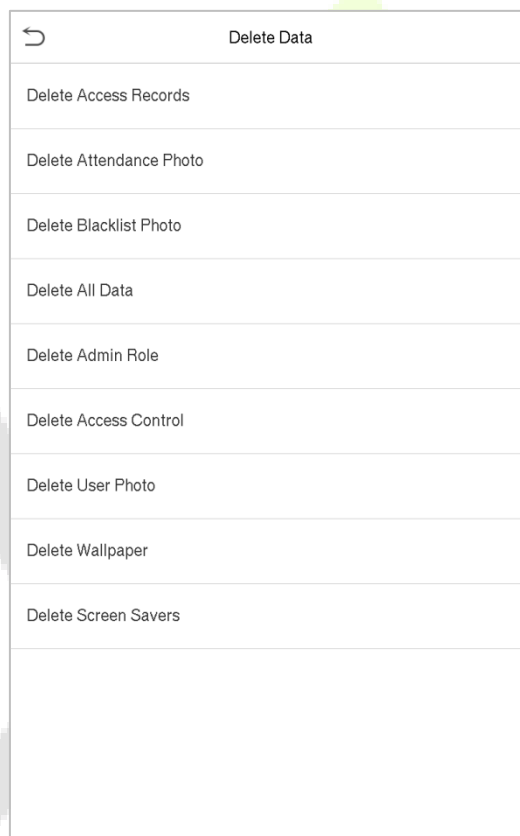 Delete Data
Delete Access Records
Delete Attendance Photo
Delete Blacklist Photo
Delete All Data
Delete Admin Role
Delete Access Control
Delete User Photo
Delete Wallpaper
Delete Screen Savers